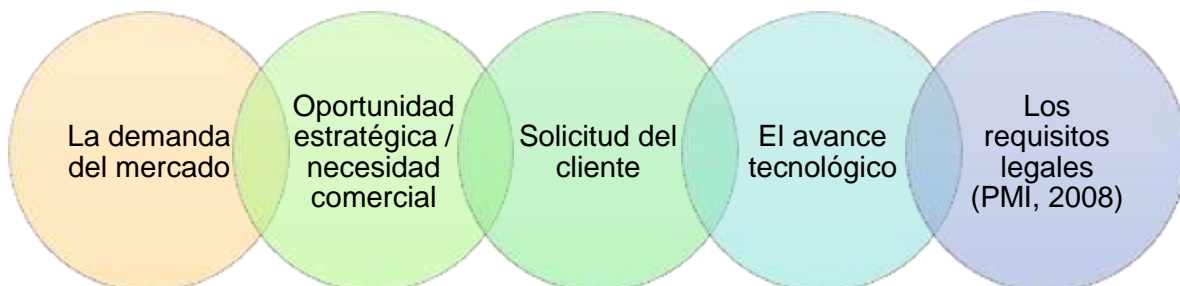 La demanda
del mercado
Oportunidad
estratégica /
necesidad
comercial
Solicitud del
cliente
El avance
tecnológico
Los
requisitos
legales
(PMI, 2008)